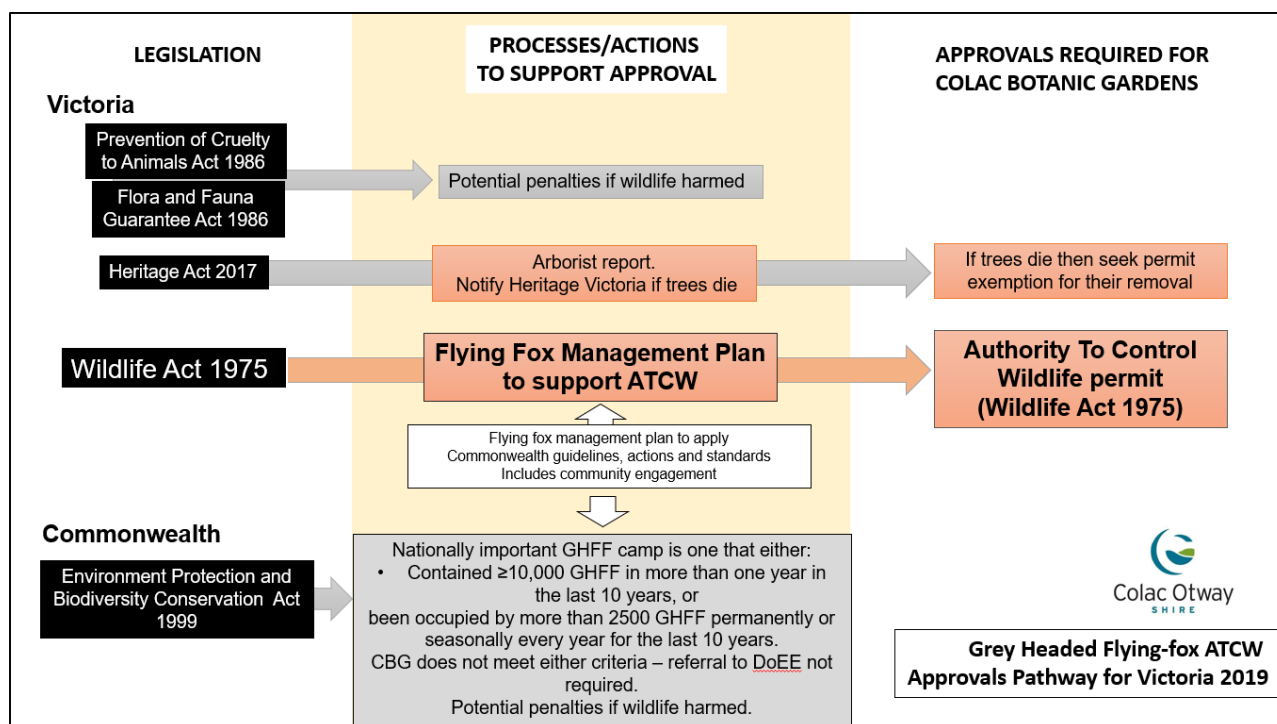 LEGISLATION
PROCESSES/ACTIONS
TO SUPPORT APPROVAL
APPROVALS REQUIRED FOR
COLAC BOTANIC GARDENS
Victoria
Prevention of Cruelty
to Animals Act 1986
Flora and Fauna
Guarantee Act 1986
Potential penalties if wildlife harmed
Heritage Act 2017
Arborist report.
Notify Heritage Victoria if trees die
If trees die then seek permit
exemption for their removal
Wildlife Act 1975
Flying Fox Management Plan
to support ATCW
Authority To Control
Wildlife permit
(Wildlife Act 1975)
Flying fox management plan to apply
Commonwealth guidelines, actions and standards
Includes community engagement
Commonwealth
Environment Protection and
Biodiversity Conservation Act
1999
Nationally important GHFF camp is one that either:
• Contained ≥10,000 GHFF in more than one year in
the last 10 years, or
been occupied by more than 2500 GHFF permanently or
seasonally every year for the last 10 years.
CBG does not meet either criteria – referral to DoEE not
required.
Potential penalties if wildlife harmed.
Colac Otway
SHIRE
Grey Headed Flying-fox ATCW
Approvals Pathway for Victoria 2019